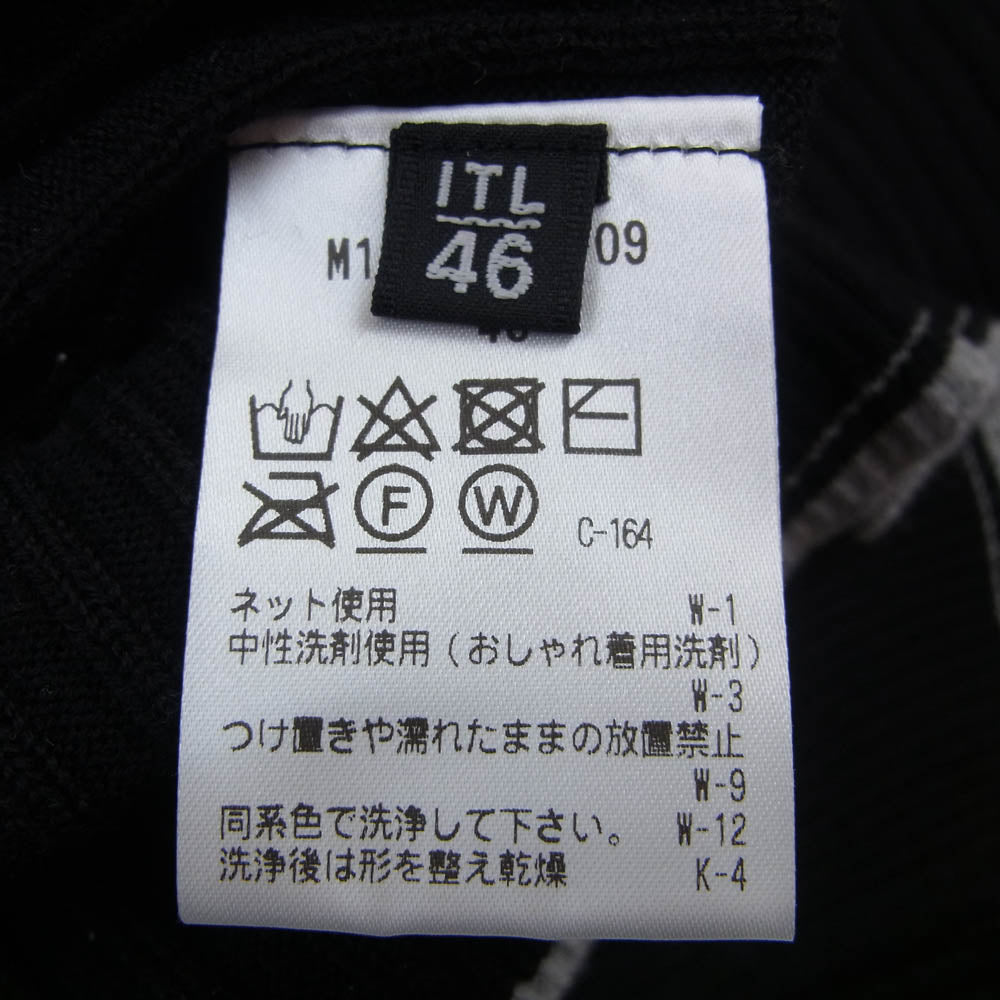 ITL
46
M1 09
F W C-164
ネット使用 W-1
中性洗剤使用（おしゃれ着用洗剤）
W-3
つけ置きや濡れたままの放置禁止
W-9
同系色で洗浄して下さい。 W-12
洗浄後は形を整え乾燥 K-4